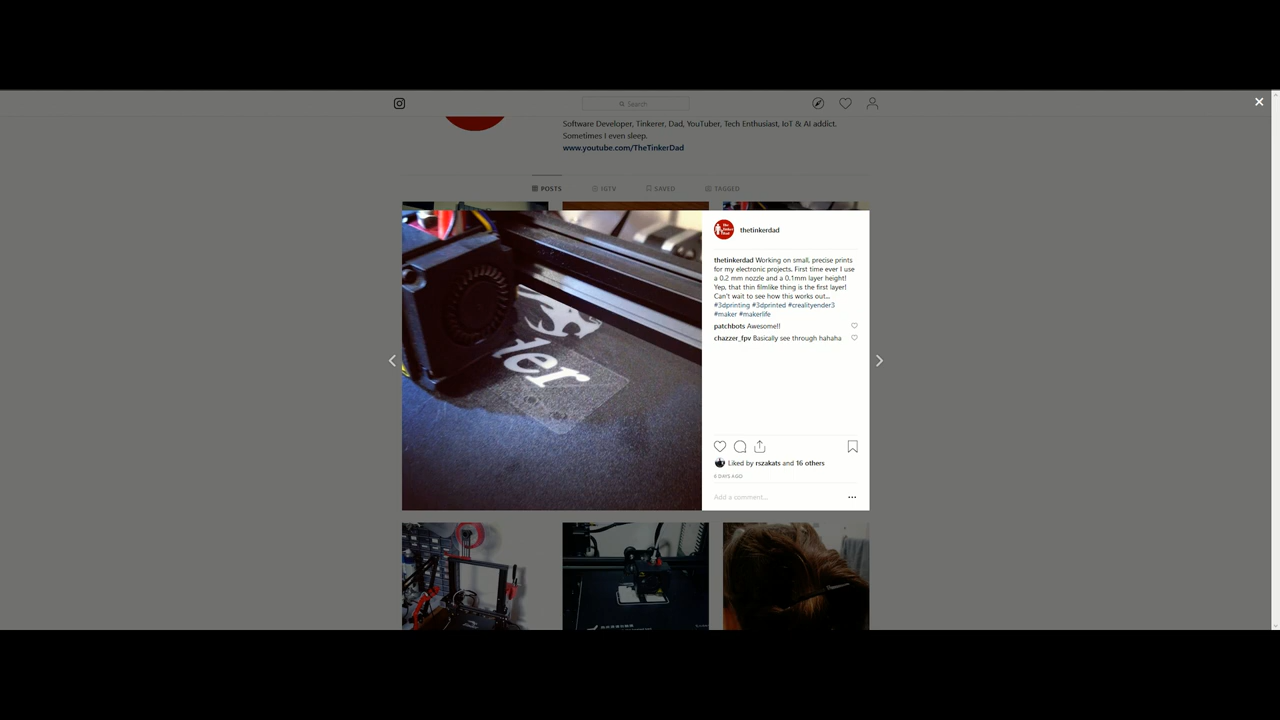 Search
Software Developer, Tinkerer, Dad, YouTuber, Tech Enthusiast, IoT & AI addict.
Sometimes I even sleep.
www.youtube.com/TheTinkerDad
POSTS IGTV SAVED TAGGED
thetinkerdad
thetinkerdad Working on small, precise prints
for my electronic projects. First time ever I use
a 0.2 mm nozzle and a 0.1mm layer height!
Yep, that thin filmlike thing is the first layer!
Can't wait to see how this works out...
#3dprinting #3dprinted #crealityender3
#maker #makerlife
patchbots Awesome!!
chazzer_fpv Basically see through hahaha
der
Liked by rszakats and 16 others
6 DAYS AGO
Add a comment...